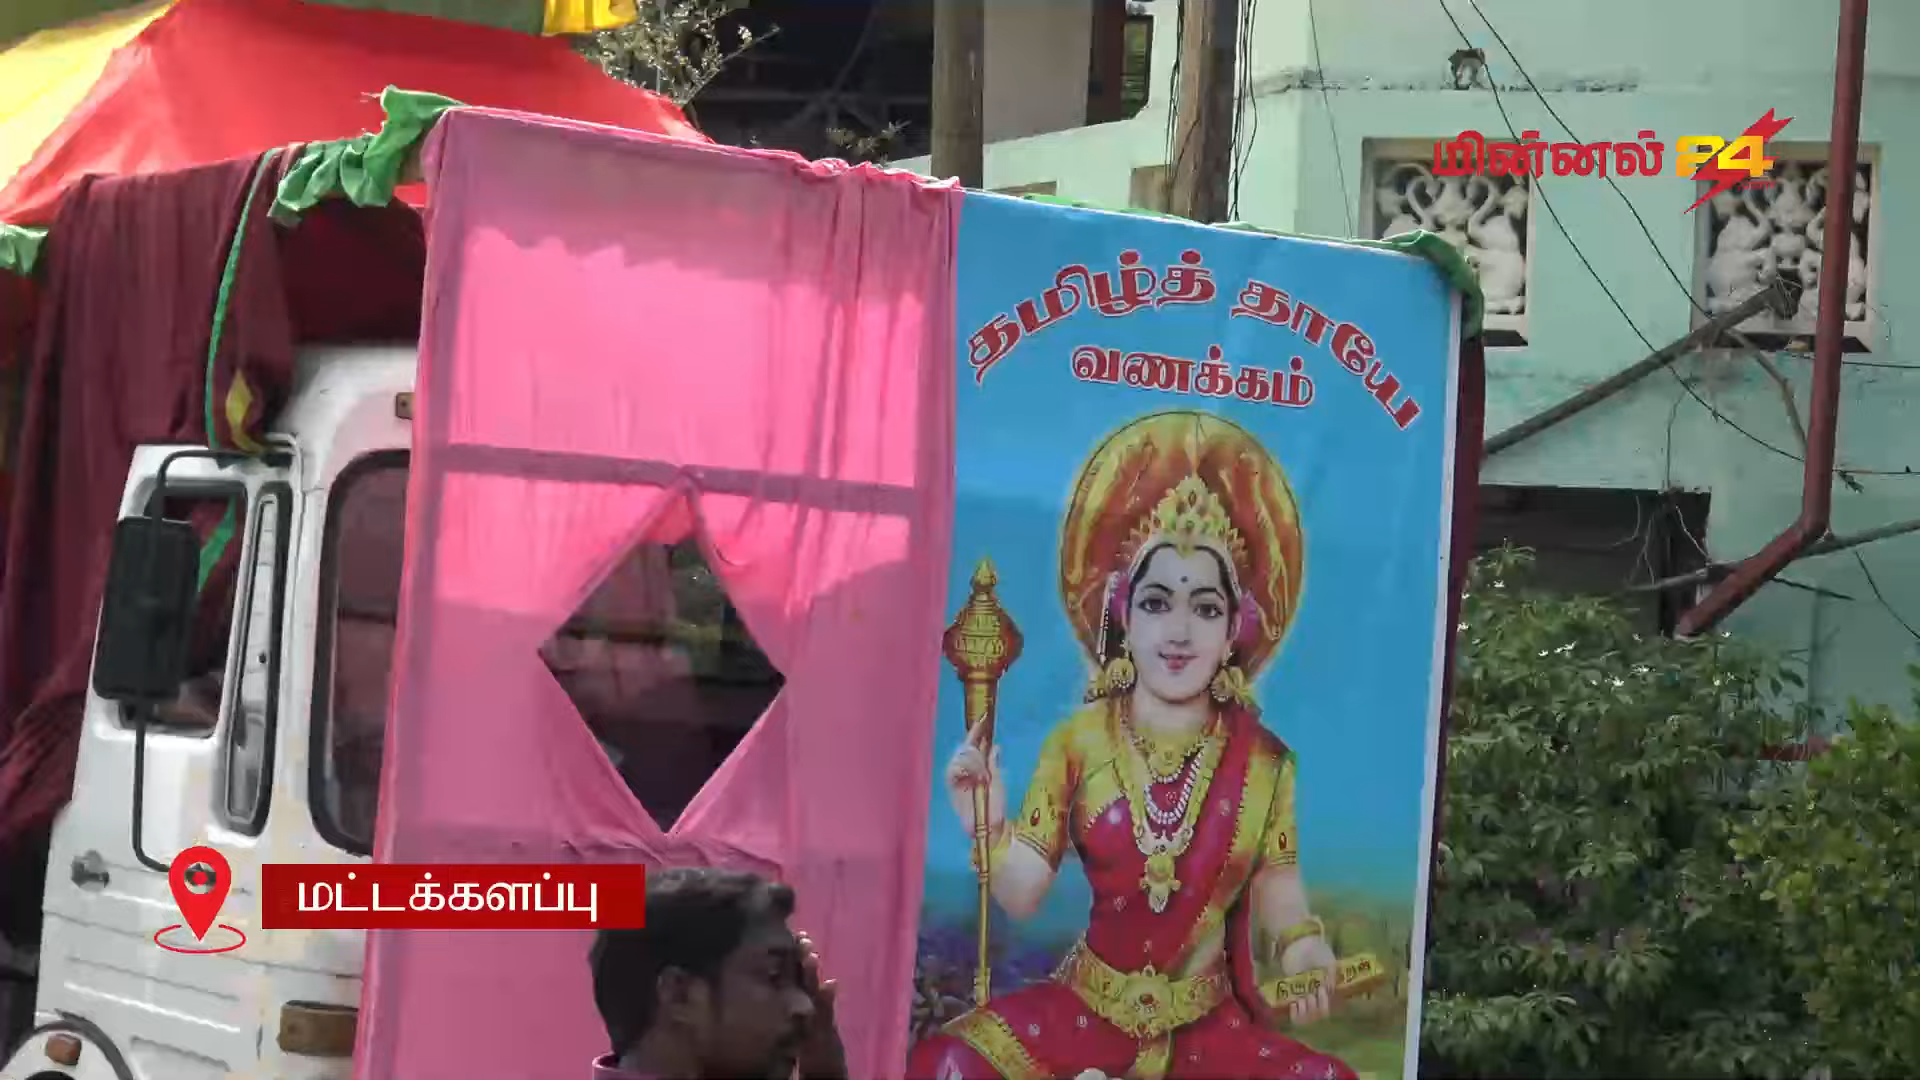 மின்னல் 24
தமிழ்த் தாயே
வணக்கம்
மட்டக்களப்பு